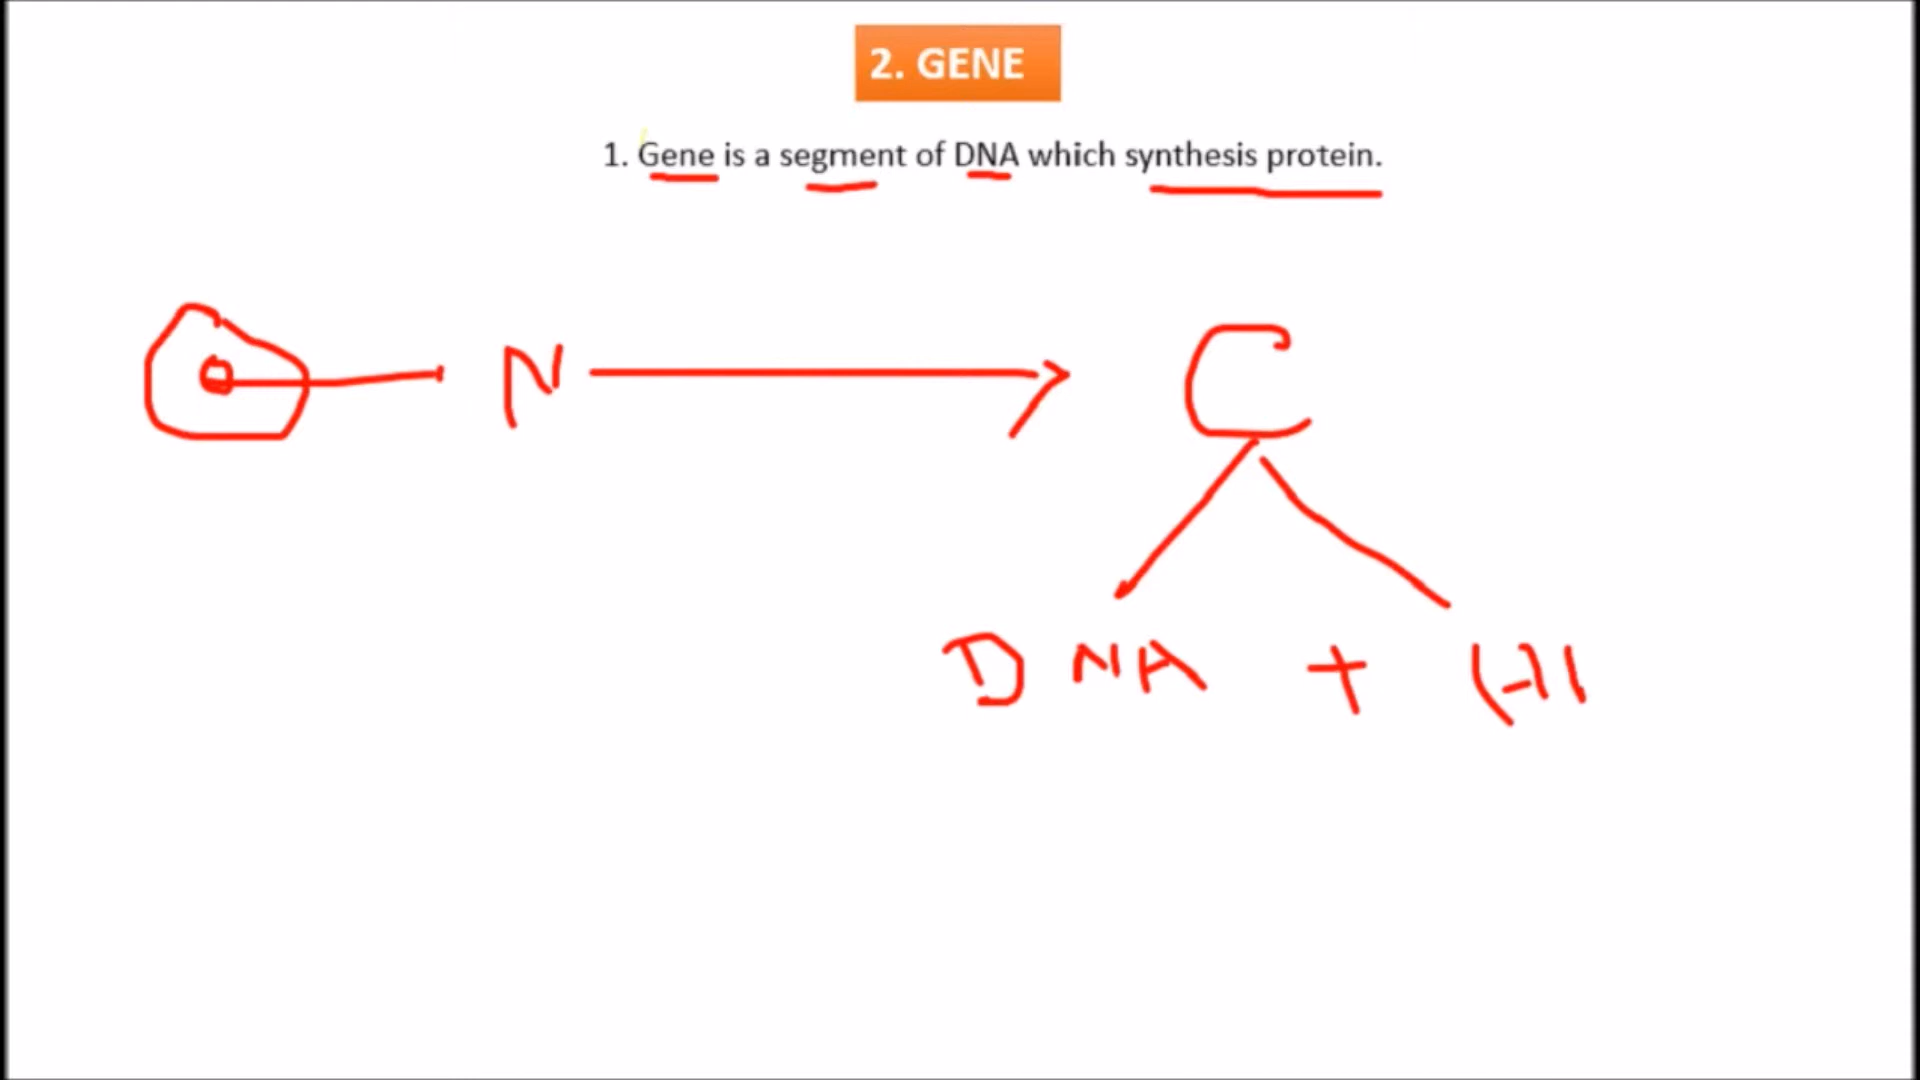 2. GENE
1. Gene is a segment of DNA which synthesis protein.
N C
DNA +